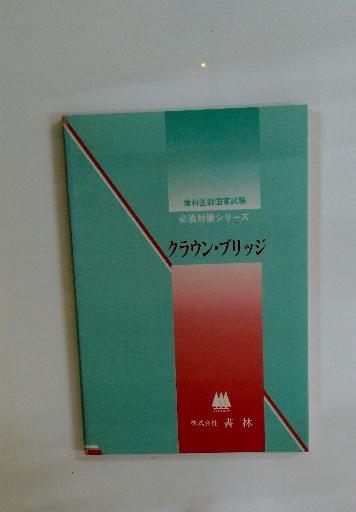 歯科医師国家試験
必須対策シリーズ
クラウン・ブリッジ
株式会社 書林